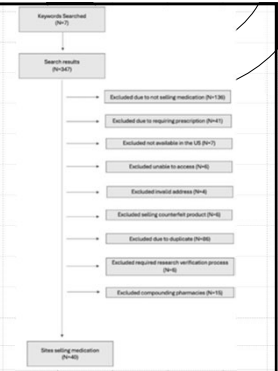 Keywords Searched
(N=7)
Search results
(N=347)
Excluded due to not selling medication (N=136)
Excluded due to requiring prescription (N=41)
Excluded not available in the US (N=7)
Excluded unable to access (N=6)
Excluded invalid address (N=4)
Excluded selling counterfeit product (N=6)
Excluded due to duplicate (N=86)
Excluded required research verification process
(N=6)
Excluded compounding pharmacies (N=15)
Sites selling medication
(N=40)